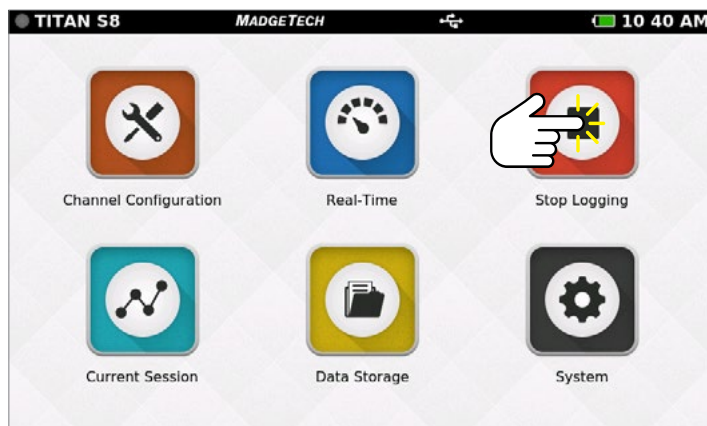 TITAN S8 MADGETECH 10 40 AM
Channel Configuration Real-Time Stop Logging
Current Session Data Storage System